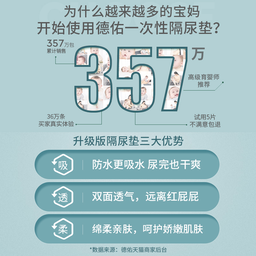 为什么越来越多的宝妈
开始使用德佑一次性隔尿垫?
357万包
累计销售
357万
高级育婴师
推荐
36万条
买家真实体验
试用5片
不满意包退
升级版隔尿垫三大优势
吸 防水更吸水 尿完也干爽
透 双面透气,远离红屁屁
柔 绵柔亲肤,呵护娇嫩肌肤
*数据来源:德佑天猫商家后台